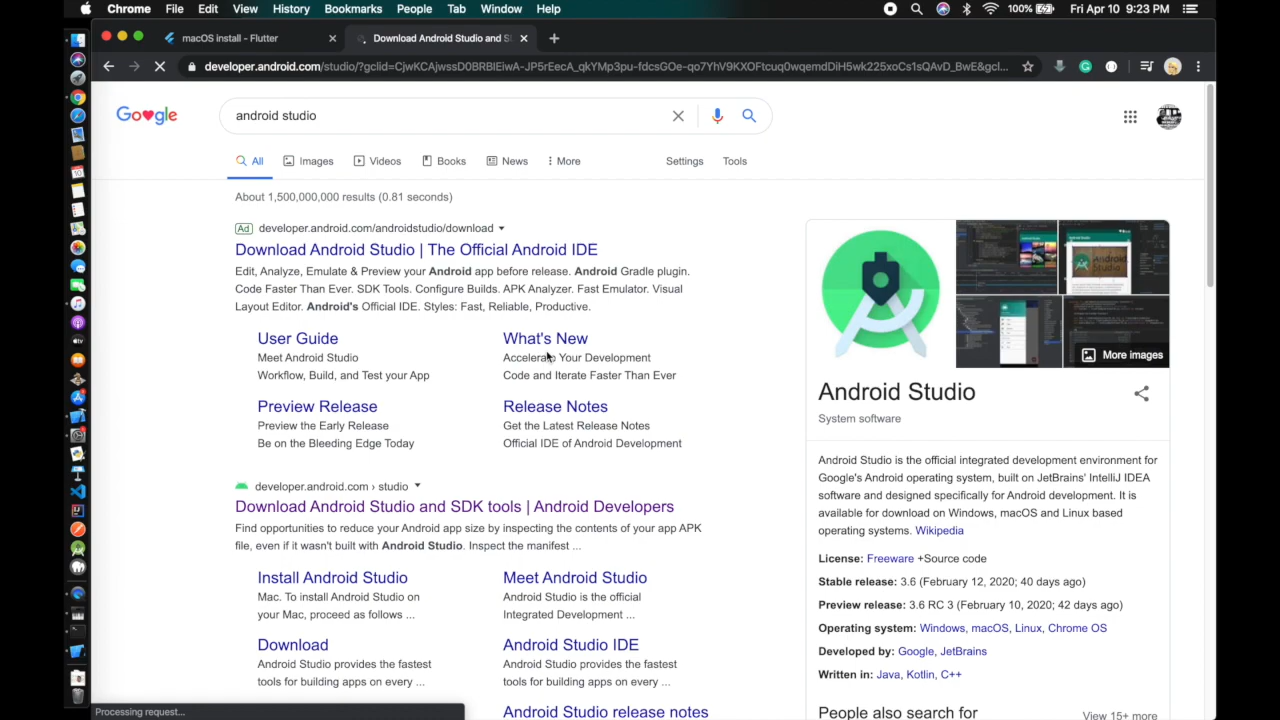 Chrome File Edit View History Bookmarks People Tab Window Help 100% Fri Apr 10 9:23 PM
macOS install - Flutter
Download Android Studio and S
developer.android.com/studio/?gclid=CjwKCAjwssD0BRBIEiwA-JP5rEecA_qkYMp3pu-fdcsGOe-qo7YhV9KXOFtcuq0wqemdDiH5wk225xoCs1sQAvD_BwE&gcl...
Google
android studio
All Images Videos Books News More Settings Tools
About 1,500,000,000 results (0.81 seconds)
Ad developer.android.com/androidstudio/download
Download Android Studio | The Official Android IDE
Edit, Analyze, Emulate & Preview your Android app before release. Android Gradle plugin.
Code Faster Than Ever. SDK Tools. Configure Builds. APK Analyzer. Fast Emulator. Visual
Layout Editor. Android's Official IDE. Styles: Fast, Reliable, Productive.
User Guide
Meet Android Studio
Workflow, Build, and Test your App
What's New
Accelerate Your Development
Code and Iterate Faster Than Ever
Preview Release
Preview the Early Release
Be on the Bleeding Edge Today
Release Notes
Get the Latest Release Notes
Official IDE of Android Development
developer.android.com › studio
Download Android Studio and SDK tools | Android Developers
Find opportunities to reduce your Android app size by inspecting the contents of your app APK
file, even if it wasn't built with Android Studio. Inspect the manifest ...
Install Android Studio
Mac. To install Android Studio on
your Mac, proceed as follows ...
Meet Android Studio
Android Studio is the official
Integrated Development ...
Download
Android Studio provides the fastest
tools for building apps on every ...
Android Studio IDE
Android Studio provides the fastest
tools for building apps on every ...
Android Studio release notes
Processing request...
More images
Android Studio
System software
Android Studio is the official integrated development environment for
Google's Android operating system, built on JetBrains' IntelliJ IDEA
software and designed specifically for Android development. It is
available for download on Windows, macOS and Linux based
operating systems. Wikipedia
License: Freeware +Source code
Stable release: 3.6 (February 12, 2020; 40 days ago)
Preview release: 3.6 RC 3 (February 10, 2020; 42 days ago)
Operating system: Windows, macOS, Linux, Chrome OS
Developed by: Google, JetBrains
Written in: Java, Kotlin, C++
People also search for
View 15+ more